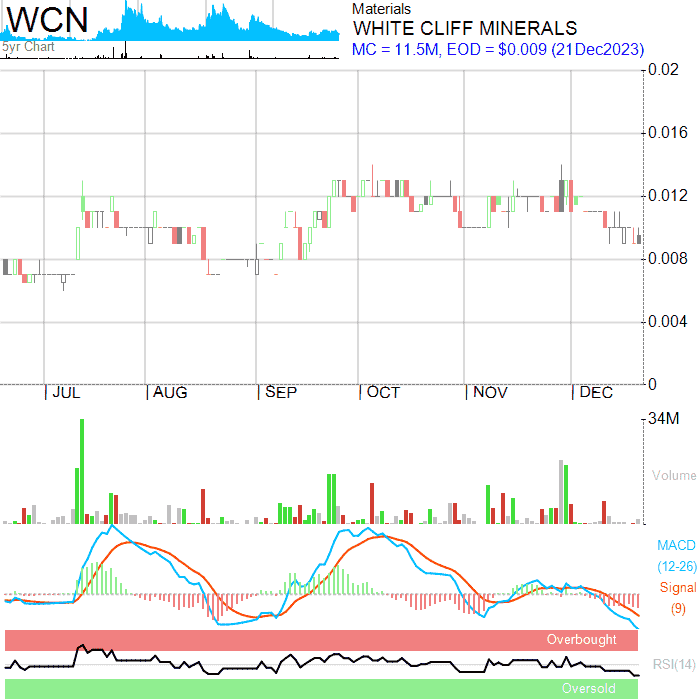 WCN
5yr Chart
Materials
WHITE CLIFF MINERALS
MC = 11.5M, EOD = $0.009 (21Dec2023)
0.02
0.016
0.012
0.008
0.004
0
JUL AUG SEP OCT NOV DEC
34M
Volume
MACD
(12-26)
Signal
(9)
Overbought
RSI(14)
Oversold